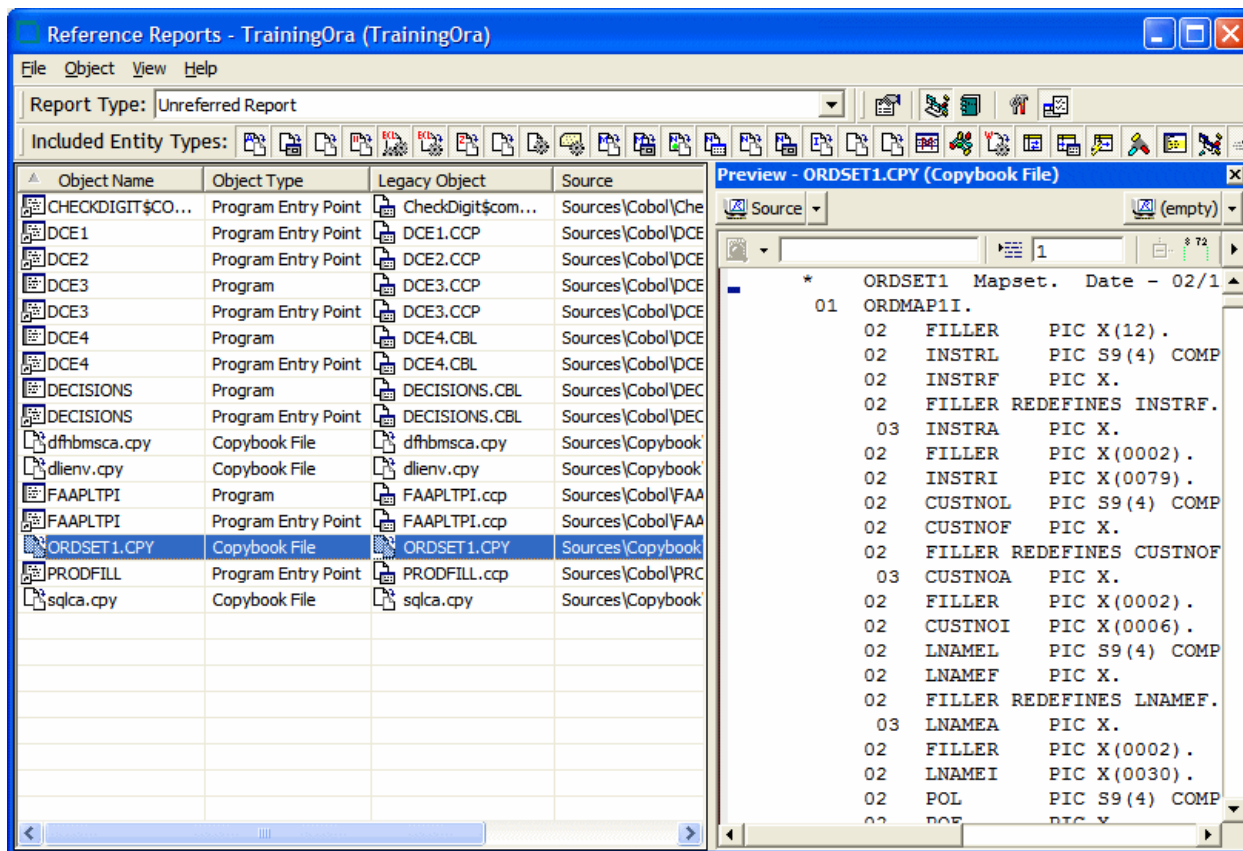 Reference Reports - TrainingOra (TrainingOra)
File Object View Help
Report Type: Unreferred Report
Included Entity Types:
Object Name Object Type Legacy Object Source
CHECKDIGIT$CO... Program Entry Point CheckDigit$com... Sources\Cobol\Che
DCE1 Program Entry Point DCE1.CCP Sources\Cobol\DCE
DCE2 Program Entry Point DCE2.CCP Sources\Cobol\DCE
DCE3 Program DCE3.CCP Sources\Cobol\DCE
DCE3 Program Entry Point DCE3.CCP Sources\Cobol\DCE
DCE4 Program DCE4.CBL Sources\Cobol\DCE
DCE4 Program Entry Point DCE4.CBL Sources\Cobol\DCE
DECISIONS Program DECISIONS.CBL Sources\Cobol\DEC
DECISIONS Program Entry Point DECISIONS.CBL Sources\Cobol\DEC
dfhbmsca.cpy Copybook File dfhbmsca.cpy Sources\Copybook
dlienv.cpy Copybook File dlienv.cpy Sources\Copybook
FAAPLTPI Program FAAPLTPI.ccp Sources\Cobol\FAA
FAAPLTPI Program Entry Point FAAPLTPI.ccp Sources\Cobol\FAA
ORDSET1.CPY Copybook File ORDSET1.CPY Sources\Copybook
PRODFILL Program Entry Point PRODFILL.ccp Sources\Cobol\PRO
sqlca.cpy Copybook File sqlca.cpy Sources\Copybook
Preview - ORDSET1.CPY (Copybook File)
Source (empty)
1 8 72
* ORDSET1 Mapset. Date - 02/1
01 ORDMAP1I.
02 FILLER PIC X(12).
02 INSTRL PIC S9(4) COMP
02 INSTRF PIC X.
02 FILLER REDEFINES INSTRF.
03 INSTRA PIC X.
02 FILLER PIC X(0002).
02 INSTRI PIC X(0079).
02 CUSTNOL PIC S9(4) COMP
02 CUSTNOF PIC X.
02 FILLER REDEFINES CUSTNOF
03 CUSTNOA PIC X.
02 FILLER PIC X(0002).
02 CUSTNOI PIC X(0006).
02 LNAMEL PIC S9(4) COMP
02 LNAMEF PIC X.
02 FILLER REDEFINES LNAMEF.
03 LNAMEA PIC X.
02 FILLER PIC X(0002).
02 LNAMEI PIC X(0030).
02 POL PIC S9(4) COMP
02 POF PIC X